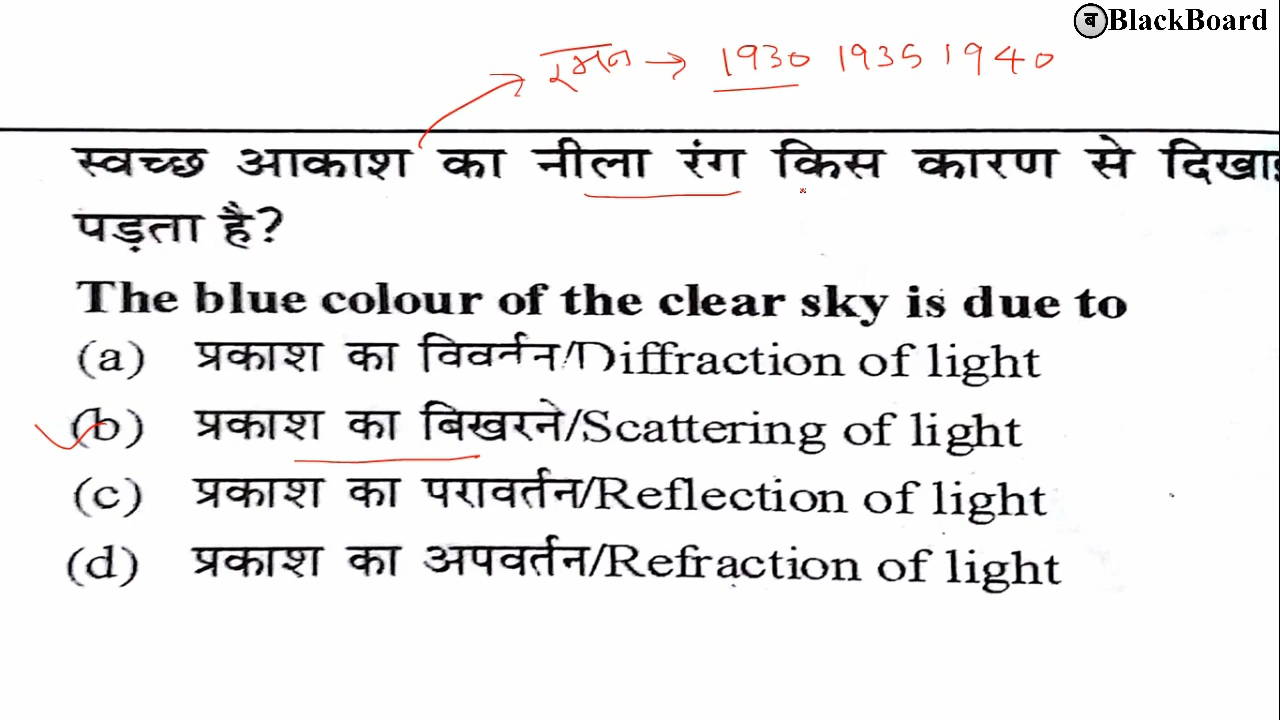 ब BlackBoard
रमन → 1930 1935 1940
स्वच्छ आकाश का नीला रंग किस कारण से दिखाइ
पड़ता है?
The blue colour of the clear sky is due to
(a) प्रकाश का विवर्तन/Diffraction of light
(b) प्रकाश का बिखरने/Scattering of light
(c) प्रकाश का परावर्तन/Reflection of light
(d) प्रकाश का अपवर्तन/Refraction of light